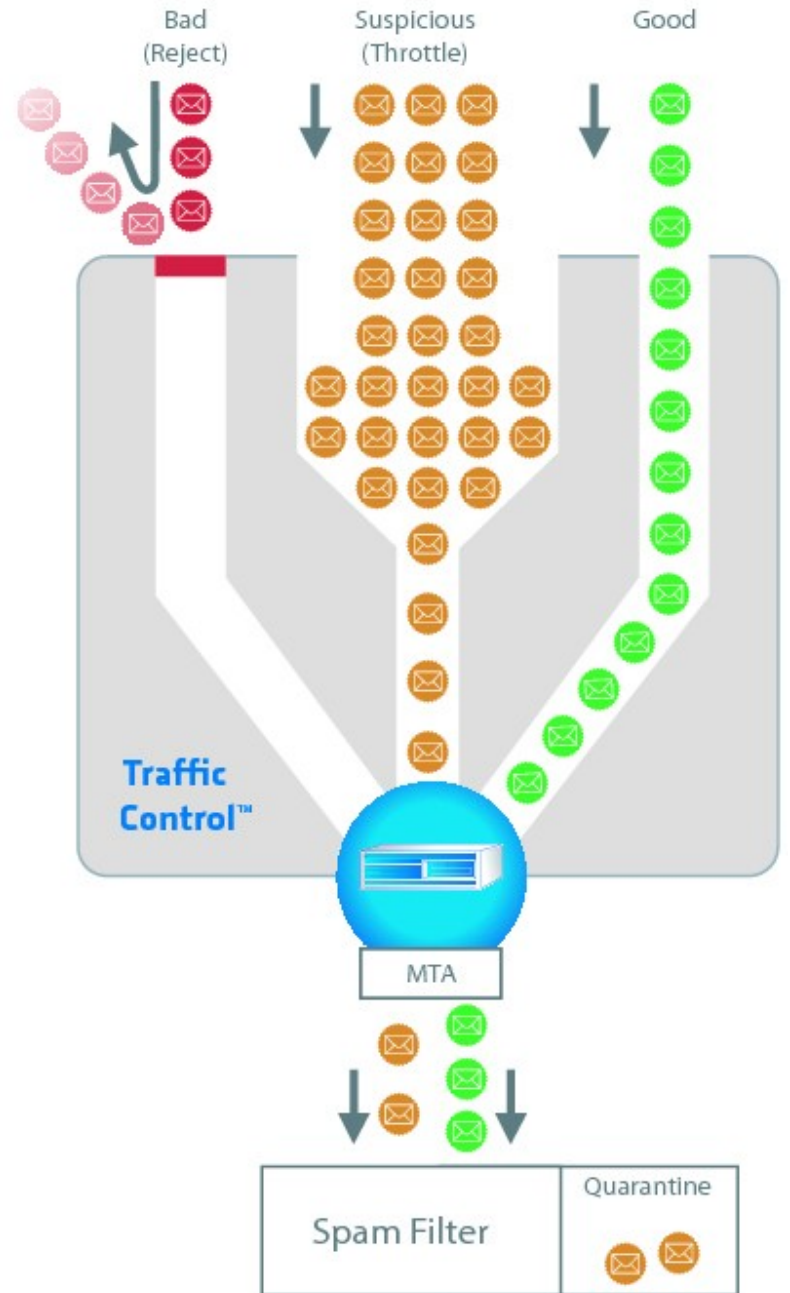 Bad
(Reject)
Suspicious
(Throttle)
Good
Traffic
Control™
MTA
Spam Filter
Quarantine